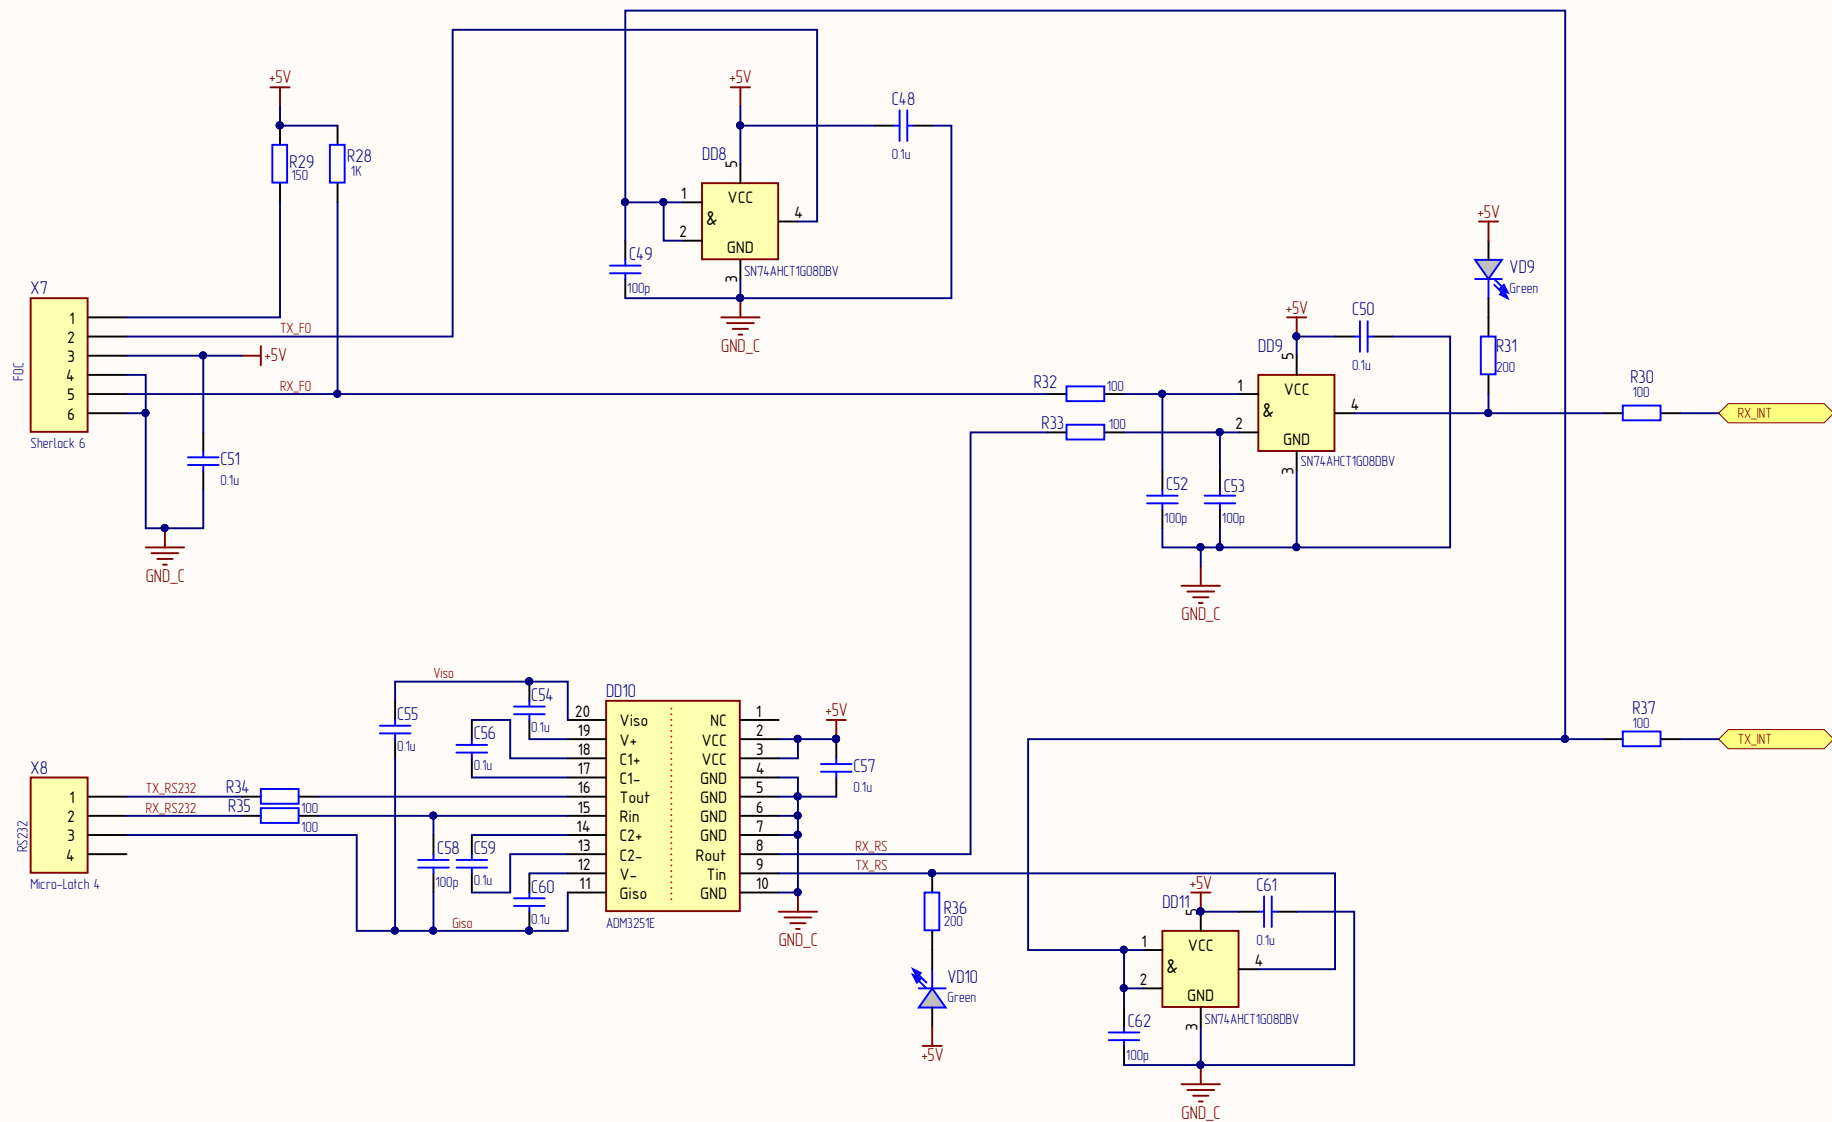 +5V
R29
150
R28
1K
+5V
C48
0.1u
DD8
5
1
VCC
&
2
GND
4
3
SN74AHCT1G08DBV
C49
100p
GND_C
+5V
VD9
Green
R31
200
+5V
C50
0.1u
DD9
5
1
VCC
&
2
GND
4
3
SN74AHCT1G08DBV
R32
100
R33
100
C52
100p
C53
100p
GND_C
R30
100
RX_INT
X7
FOC
1
2
3
4
5
6
Sherlock 6
TX_FO
+5V
RX_FO
C51
0.1u
GND_C
Viso
C55
0.1u
C54
0.1u
C56
0.1u
DD10
20
Viso
NC
1
19
V+
VCC
2
18
C1+
VCC
3
17
C1-
GND
4
16
Tout
GND
5
15
Rin
GND
6
14
C2+
GND
7
13
C2-
Rout
8
12
V-
Tin
9
11
Giso
GND
10
ADM3251E
+5V
C57
0.1u
GND_C
X8
RS232
1
2
3
4
Micro-Latch 4
TX_RS232
R34
100
RX_RS232
R35
100
C58
100p
C59
0.1u
C60
0.1u
Giso
RX_RS
TX_RS
R36
200
VD10
Green
+5V
R37
100
TX_INT
+5V
C61
0.1u
DD11
5
1
VCC
&
2
GND
4
3
SN74AHCT1G08DBV
C62
100p
GND_C